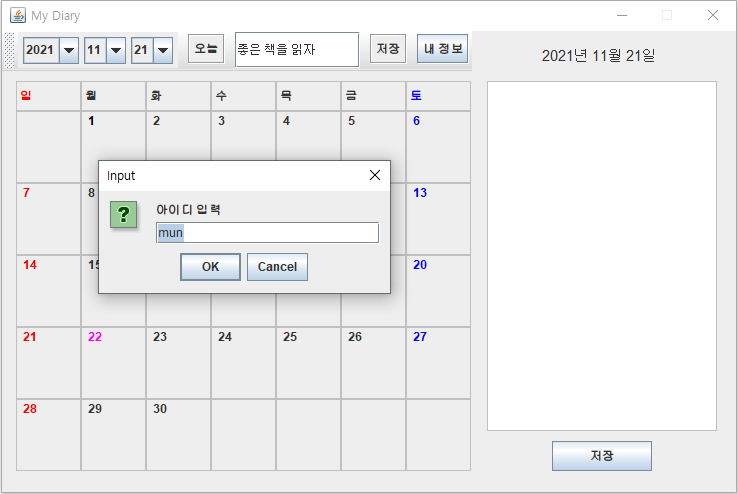 My Diary
2021 11 21 오늘 좋은 책을 읽자 저장 내 정보
2021년 11월 21일
일 월 화 수 목 금 토
1 2 3 4 5 6
7 8 13
Input
아이디 입력
mun
OK Cancel
14 15 20
21 22 23 24 25 26 27
28 29 30
저장